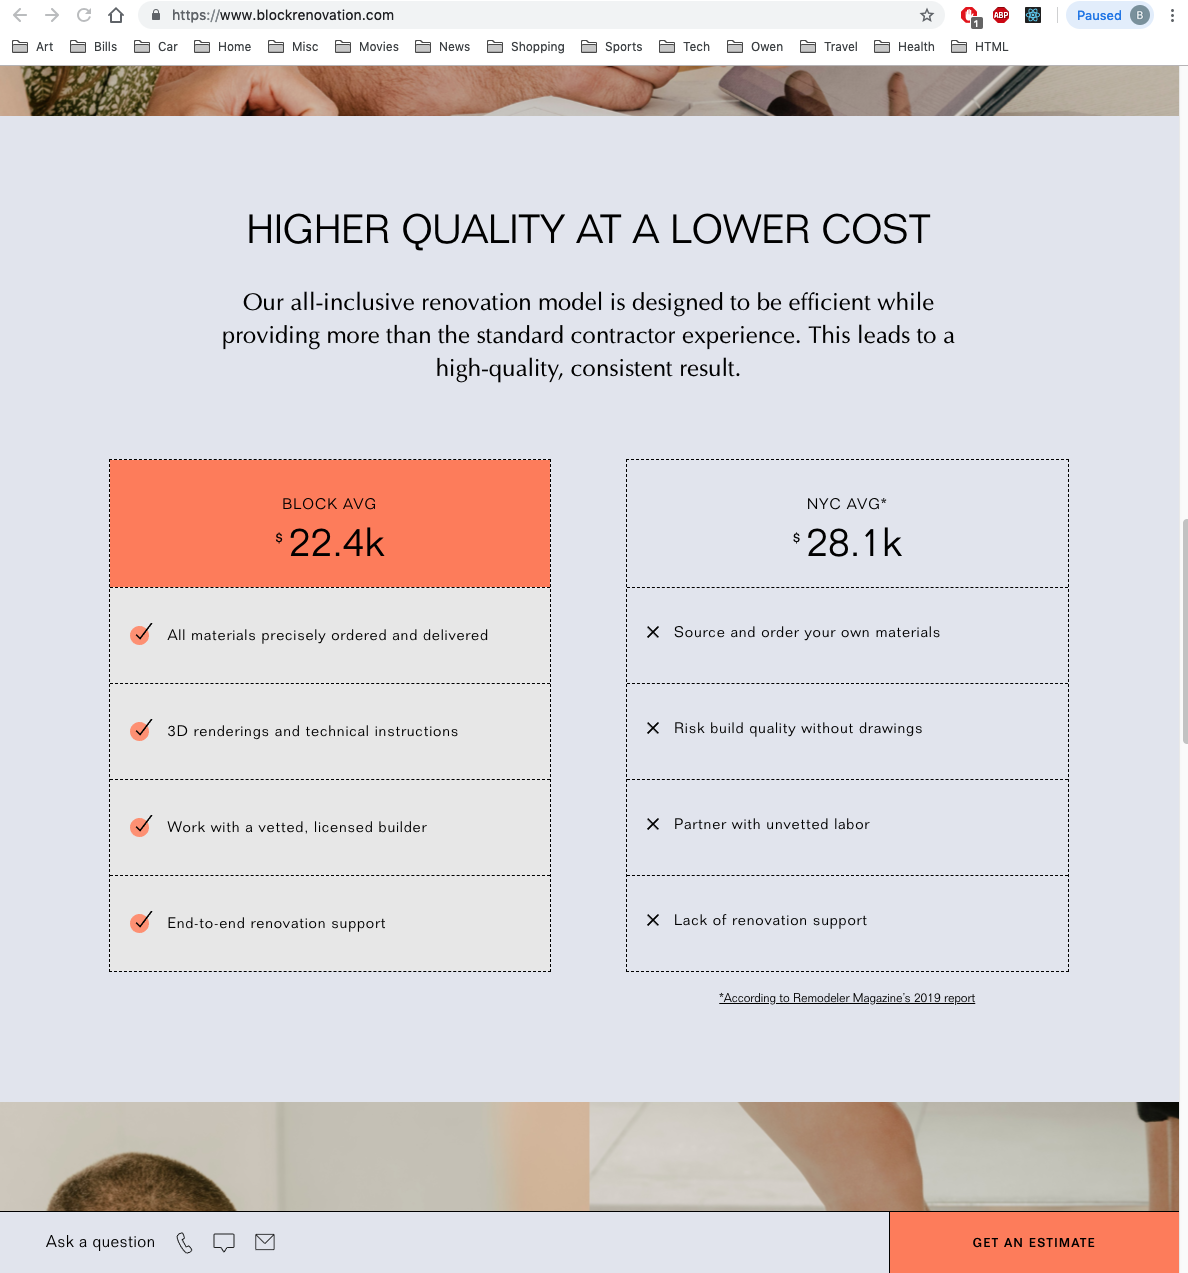 https://www.blockrenovation.com
1
ABP
Paused
B
Art
Bills
Car
Home
Misc
Movies
News
Shopping
Sports
Tech
Owen
Travel
Health
HTML
HIGHER QUALITY AT A LOWER COST
Our all-inclusive renovation model is designed to be efficient while
providing more than the standard contractor experience. This leads to a
high-quality, consistent result.
BLOCK AVG
$ 22.4k
All materials precisely ordered and delivered
3D renderings and technical instructions
Work with a vetted, licensed builder
End-to-end renovation support
NYC AVG*
$ 28.1k
Source and order your own materials
Risk build quality without drawings
Partner with unvetted labor
Lack of renovation support
*According to Remodeler Magazine's 2019 report
Ask a question
GET AN ESTIMATE